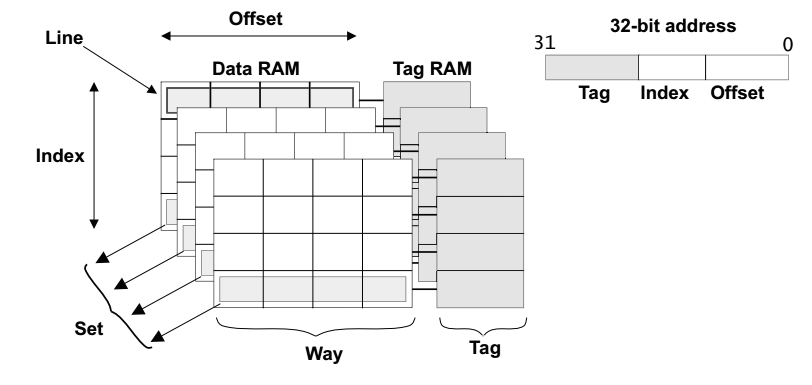 Offset
Line
Data RAM
Tag RAM
Index
Set
Way
Tag
32-bit address
31 0
Tag Index Offset